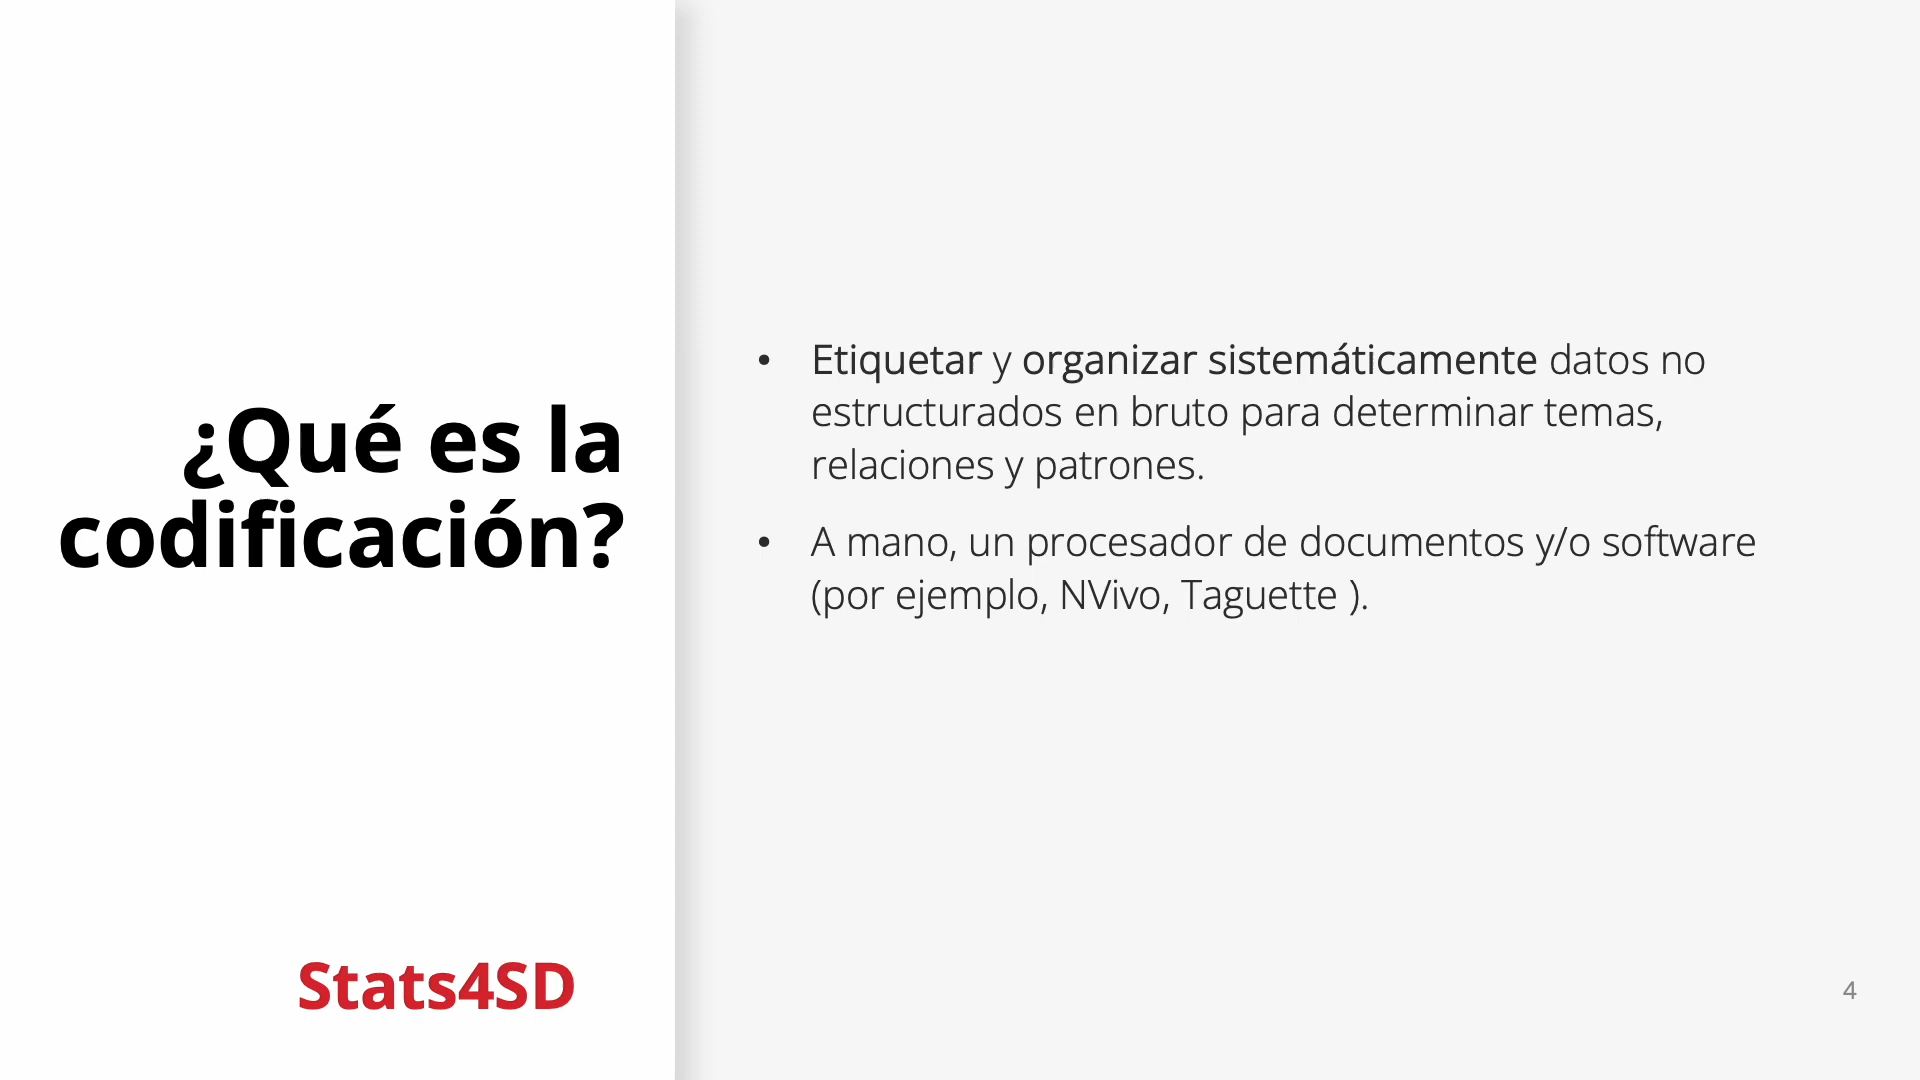 ¿Qué es la
codificación?
• Etiquetar y organizar sistemáticamente datos no
estructurados en bruto para determinar temas,
relaciones y patrones.
• A mano, un procesador de documentos y/o software
(por ejemplo, NVivo, Taguette ).
Stats4SD
4